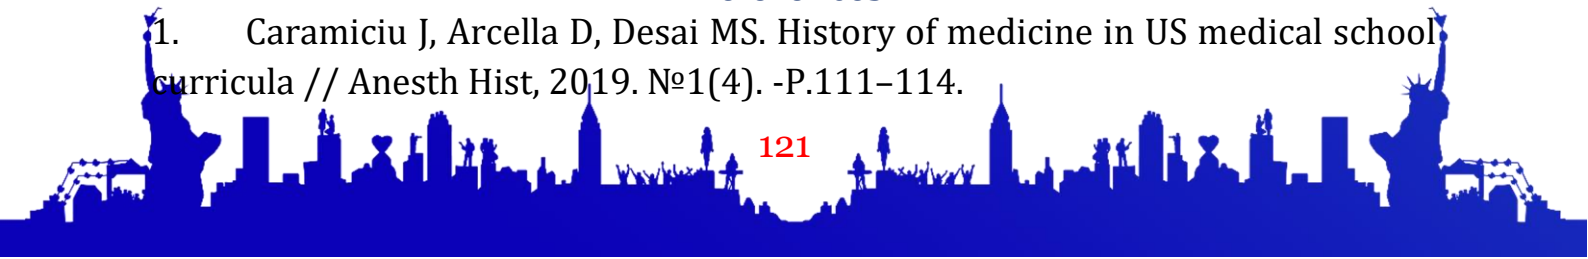 1. Caramiciu J, Arcella D, Desai MS. History of medicine in US medical school
curricula // Anesth Hist, 2019. №1(4). -P.111–114.
121